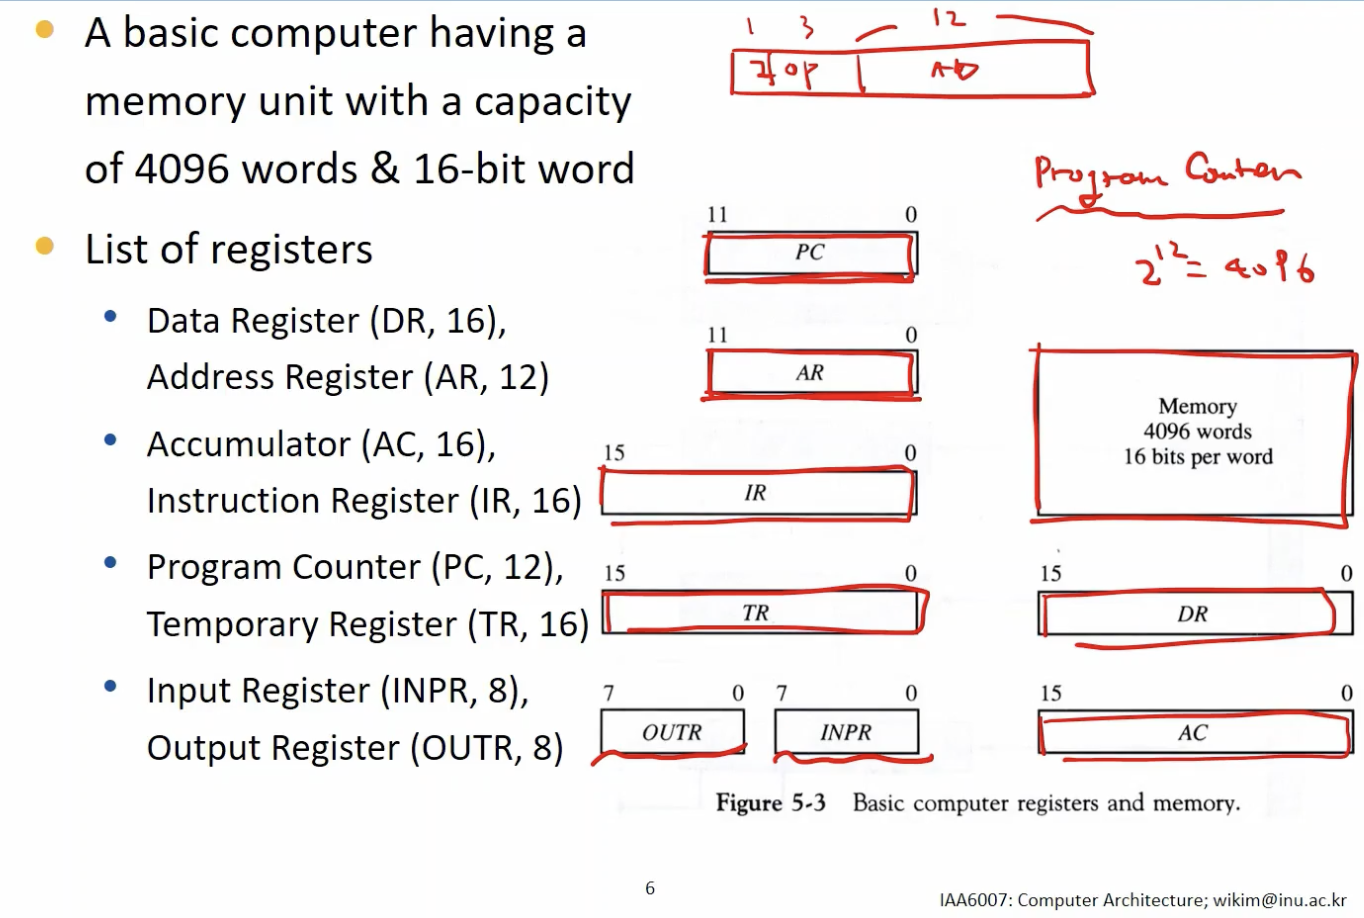 A basic computer having a
memory unit with a capacity
of 4096 words & 16-bit word
List of registers
Data Register (DR, 16),
Address Register (AR, 12)
Accumulator (AC, 16),
Instruction Register (IR, 16)
Program Counter (PC, 12),
Temporary Register (TR, 16)
Input Register (INPR, 8),
Output Register (OUTR, 8)
1 3 12
OP AD
Program
2^12 = 4096
11 0
PC
11 0
AR
15 0
IR
15 0
TR
7 0 7 0
OUTR INPR
Memory
4096 words
16 bits per word
15 0
DR
15 0
AC
Figure 5-3 Basic computer registers and memory.
6
IAA6007: Computer Architecture; wikim@inu.ac.kr